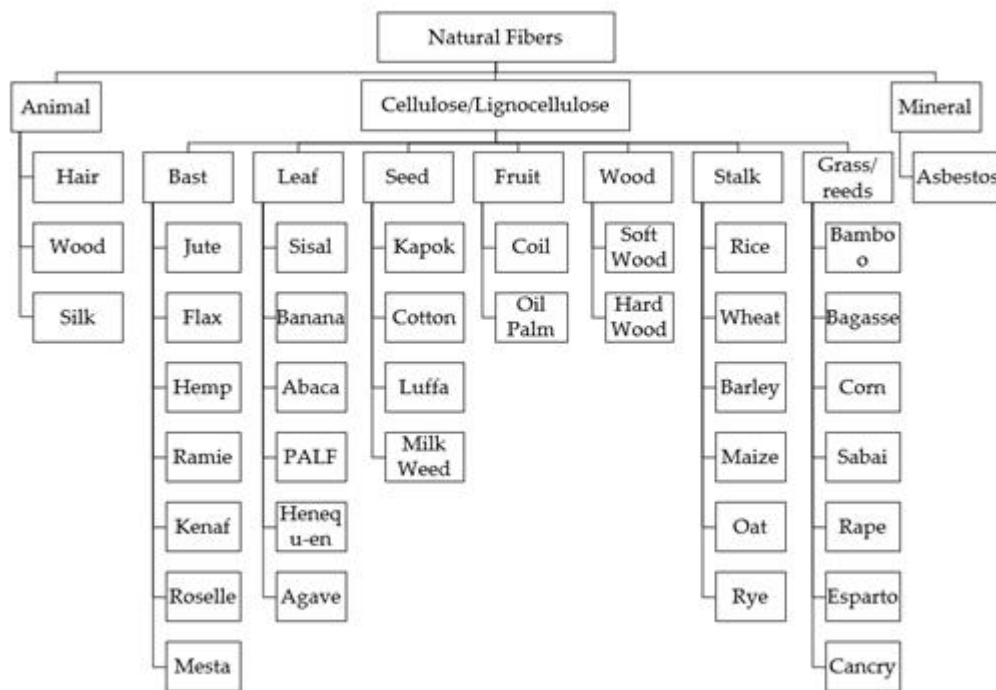 Natural Fibers
Animal
Cellulose/Lignocellulose
Mineral
Hair
Bast
Leaf
Seed
Fruit
Wood
Stalk
Grass/
reeds
Asbestos
Wood
Jute
Sisal
Kapok
Coil
Soft
Wood
Rice
Bambo
o
Silk
Flax
Banana
Cotton
Oil
Palm
Hard
Wood
Wheat
Bagasse
Hemp
Abaca
Luffa
Barley
Corn
Ramie
PALF
Milk
Weed
Maize
Sabai
Kenaf
Henequ
u-en
Oat
Rape
Roselle
Agave
Rye
Esparto
Mesta
Cancry